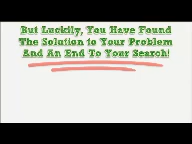 But Luckily, You Have Found
The Solution to Your Problem
And An End To Your Search!